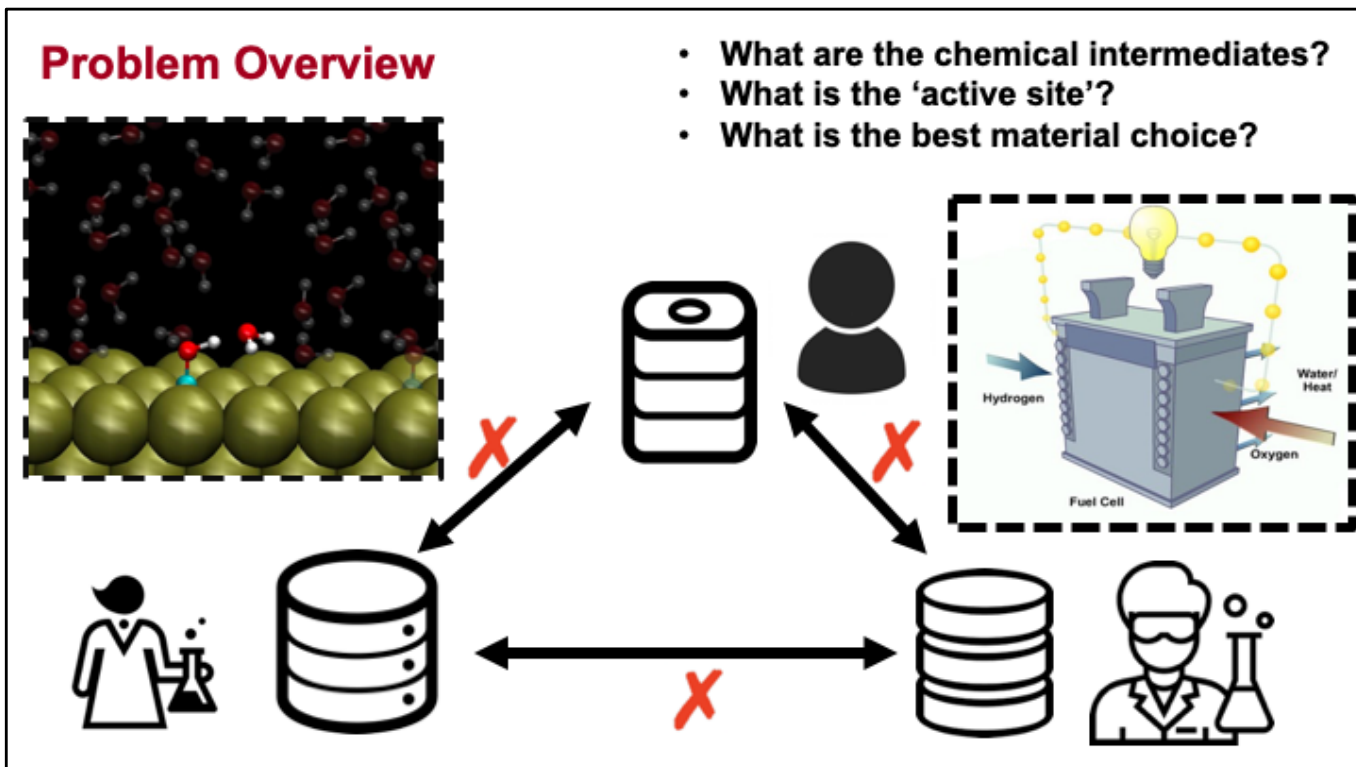 Problem Overview
• What are the chemical intermediates?
• What is the ‘active site’?
• What is the best material choice?
Hydrogen
Water/
Heat
Oxygen
Fuel Cell